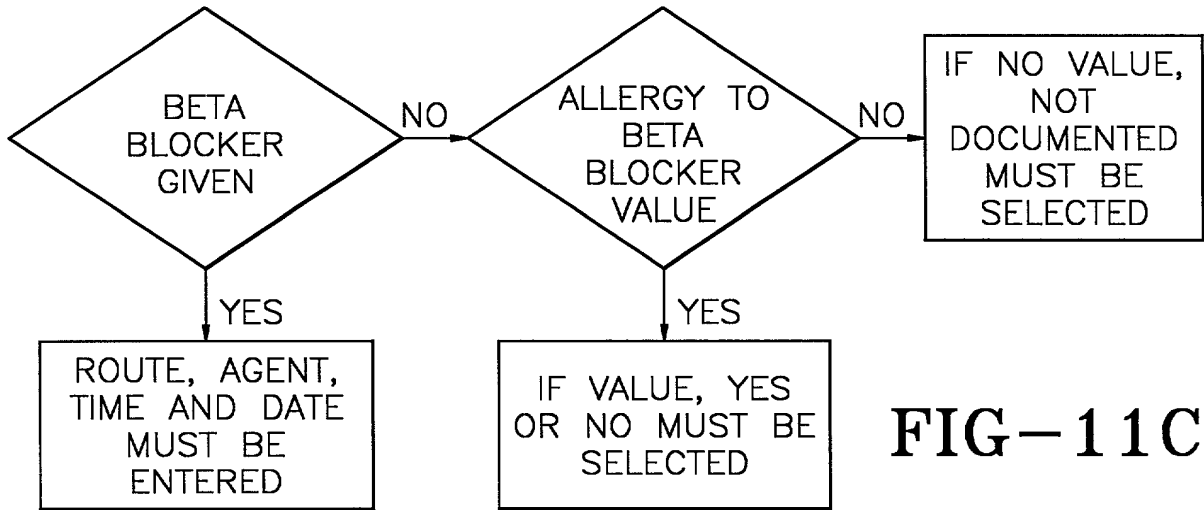 BETA
BLOCKER
GIVEN
NO
ALLERGY TO
BETA
BLOCKER
VALUE
NO
IF NO VALUE,
NOT
DOCUMENTED
MUST BE
SELECTED
YES
ROUTE, AGENT,
TIME AND DATE
MUST BE
ENTERED
YES
IF VALUE, YES
OR NO MUST BE
SELECTED
FIG-11C